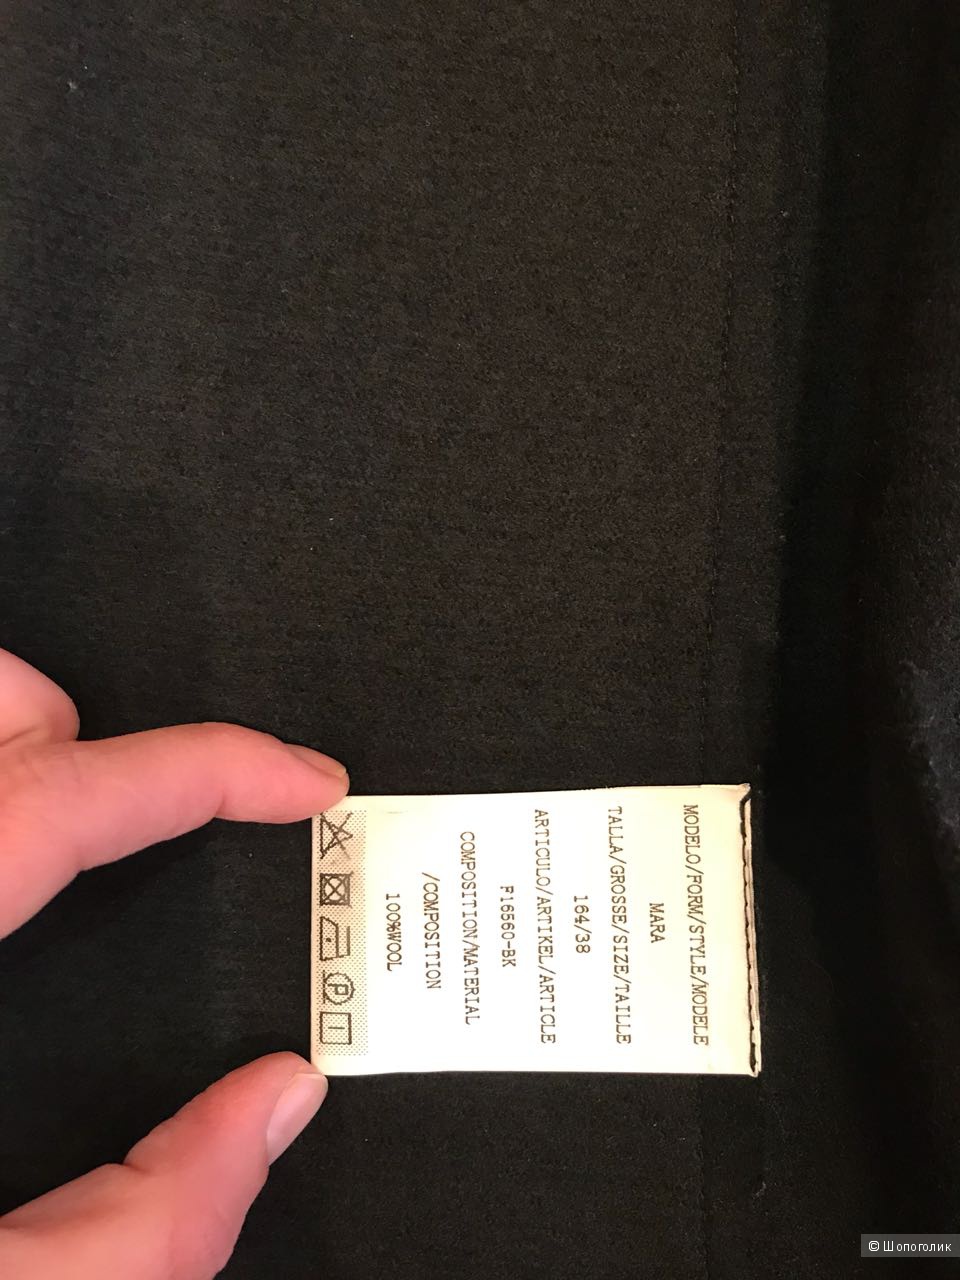 MODELO/FORM/STYLE/MODELE
MARA
TALLA/GROSSE/SIZE/TAILLE
164/38
ARTICULO/ARTIKEL/ARTICLE
F16560-BK
COMPOSITION/MATERIAL
/COMPOSITION
100%WOOL
P
© Шопоголик